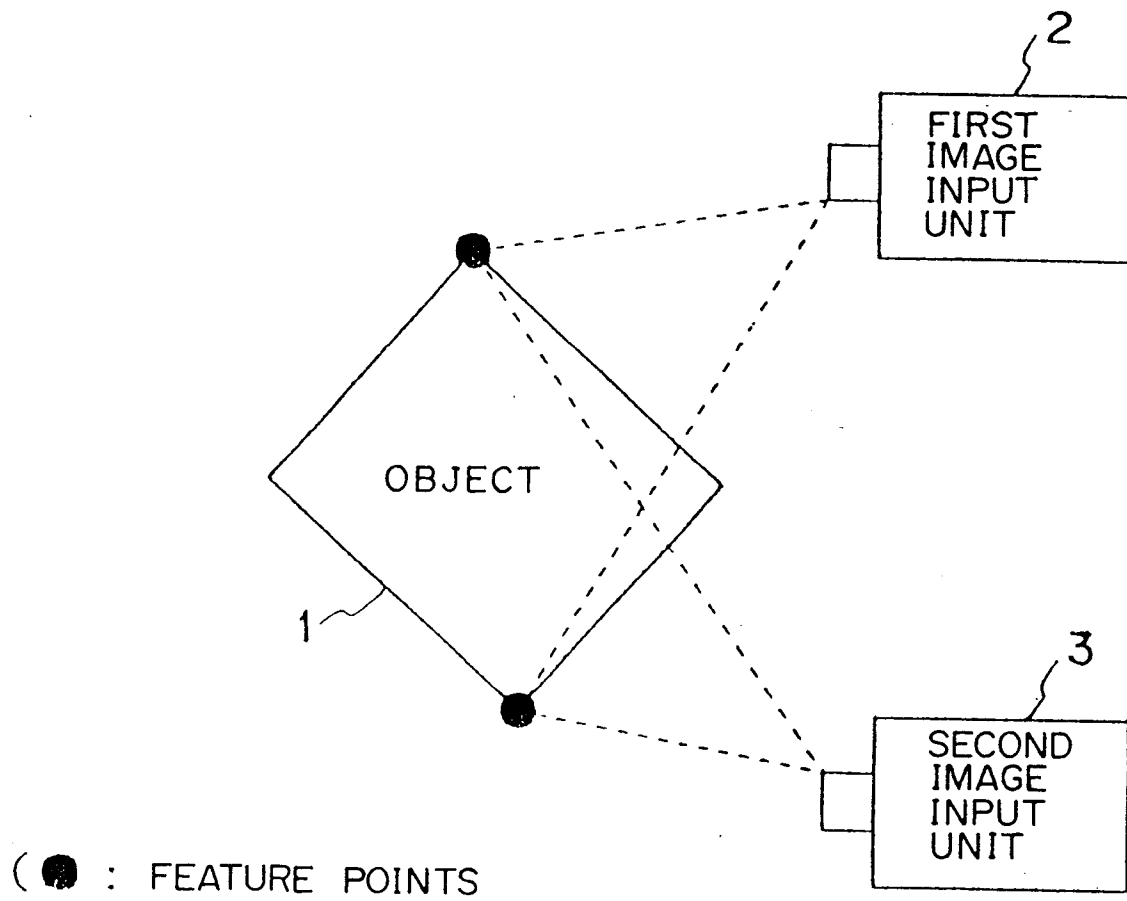 2
FIRST
IMAGE
INPUT
UNIT
OBJECT
1
3
SECOND
IMAGE
INPUT
UNIT
( ● : FEATURE POINTS